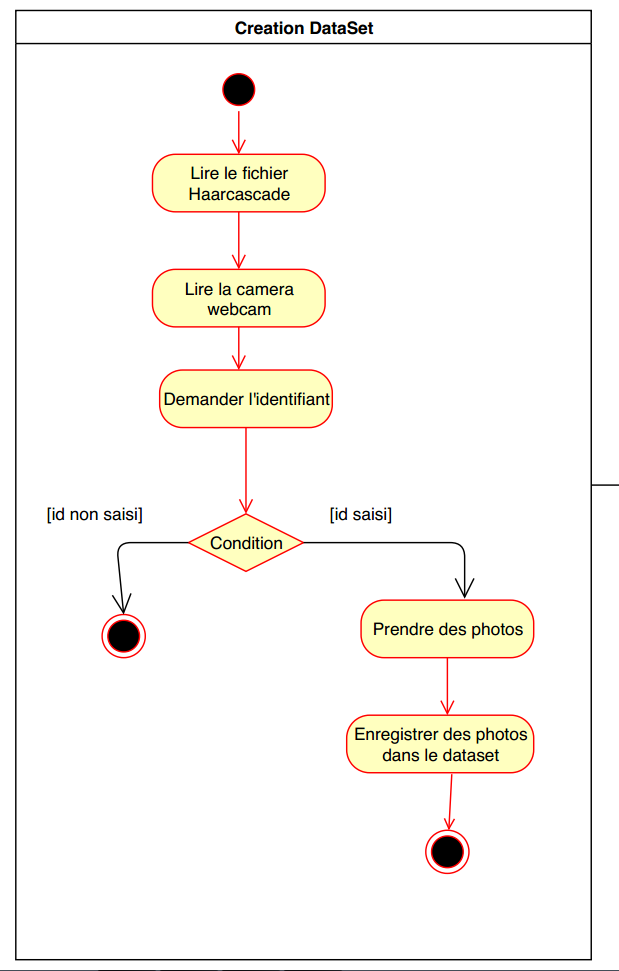 Creation DataSet
Lire le fichier
Haarcascade
Lire la camera
webcam
Demander l'identifiant
[id non saisi]
[id saisi]
Condition
Prendre des photos
Enregistrer des photos
dans le dataset